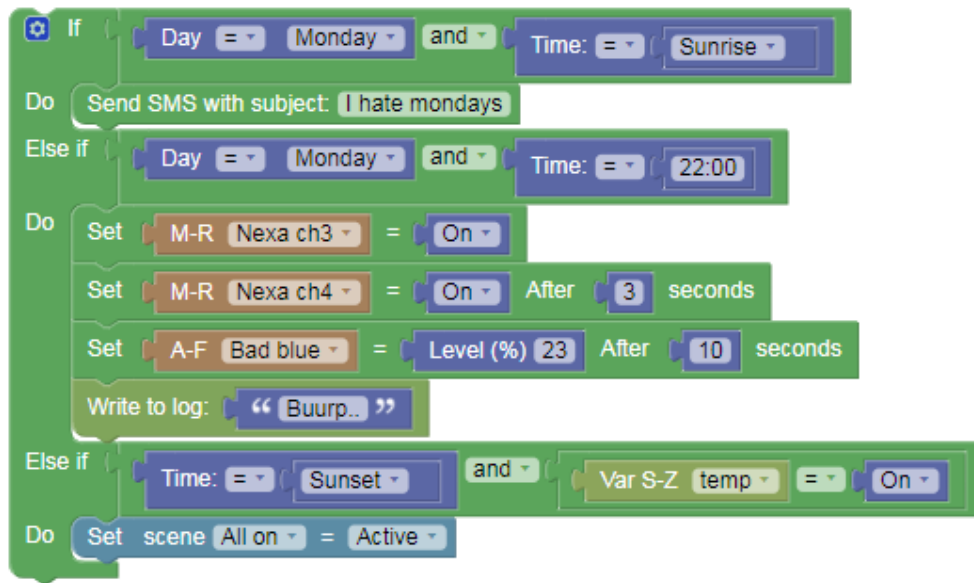 If Day = Monday and Time: = Sunrise
Do Send SMS with subject: I hate mondays
Else if Day = Monday and Time: = 22:00
Do Set M-R Nexa ch3 = On
Set M-R Nexa ch4 = On After 3 seconds
Set A-F Bad blue = Level (%) 23 After 10 seconds
Write to log: “ Buurp.. ”
Else if Time: = Sunset and Var S-Z temp = On
Do Set scene All on = Active